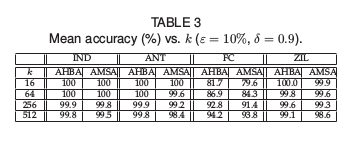 TABLE 3
Mean accuracy (%) vs. k (ε = 10%, δ = 0.9).
IND ANT FC ZIL
k AHBA AMSA AHBA AMSA AHBA AMSA AHBA AMSA
16 100 100 100 100 81.7 79.6 100.0 99.9
64 100 100 100 99.6 86.9 84.3 99.8 99.6
256 99.9 99.8 99.9 99.2 92.8 91.4 99.6 99.3
512 99.8 99.5 99.8 98.4 94.2 93.8 99.1 98.6